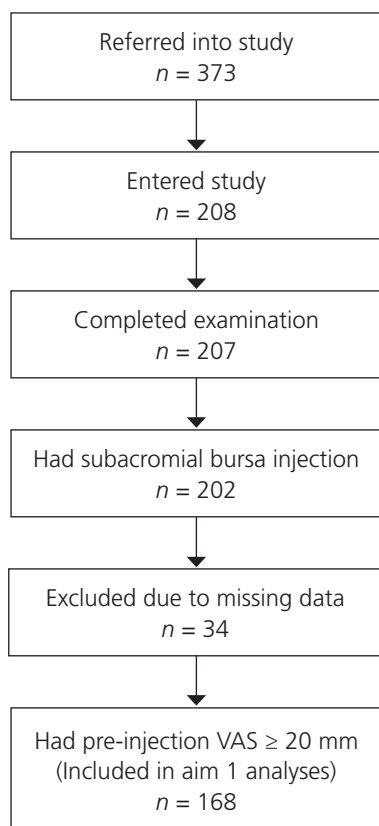 Referred into study
n = 373
Entered study
n = 208
Completed examination
n = 207
Had subacromial bursa injection
n = 202
Excluded due to missing data
n = 34
Had pre-injection VAS ≥ 20 mm
(Included in aim 1 analyses)
n = 168